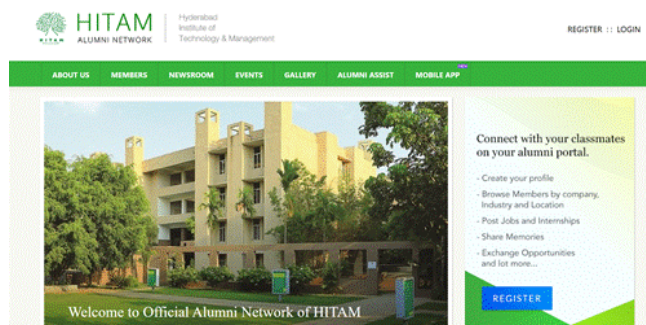 HITAM
ALUMNI NETWORK
Hyderabad
Institute of
Technology & Management
HITAM
REGISTER :: LOGIN
ABOUT US MEMBERS NEWSROOM EVENTS GALLERY ALUMNI ASSIST MOBILE APP
Connect with your classmates
on your alumni portal.
- Create your profile
- Browse Members by company,
Industry and Location
- Post Jobs and Internships
- Share Memories
- Exchange Opportunities
and lot more...
REGISTER
Welcome to Official Alumni Network of HITAM